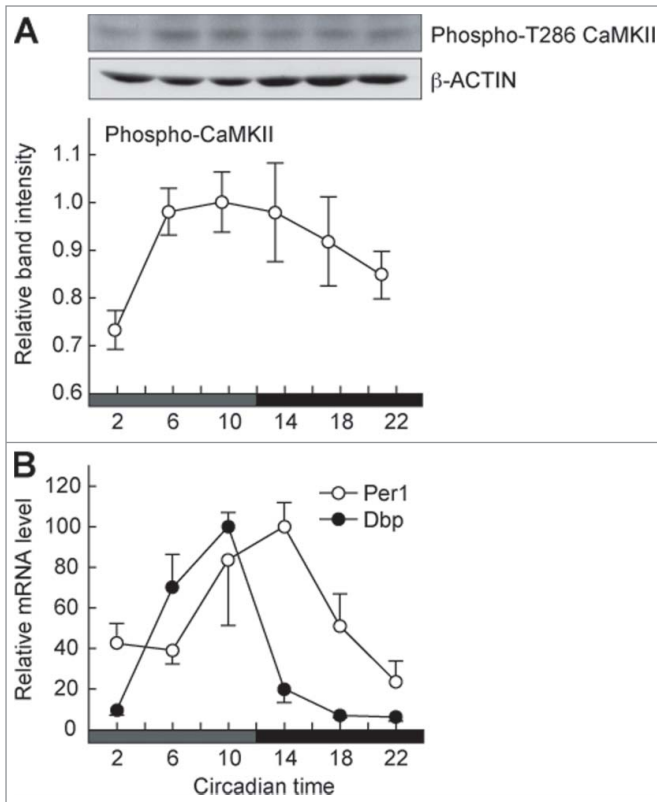 A
Phospho-T286 CaMKII
β-ACTIN
Phospho-CaMKII
Relative band intensity
1.1
1.0
0.9
0.8
0.7
0.6
2 6 10 14 18 22
B
Relative mRNA level
120
100
80
60
40
20
0
Per1
Dbp
2 6 10 14 18 22
Circadian time